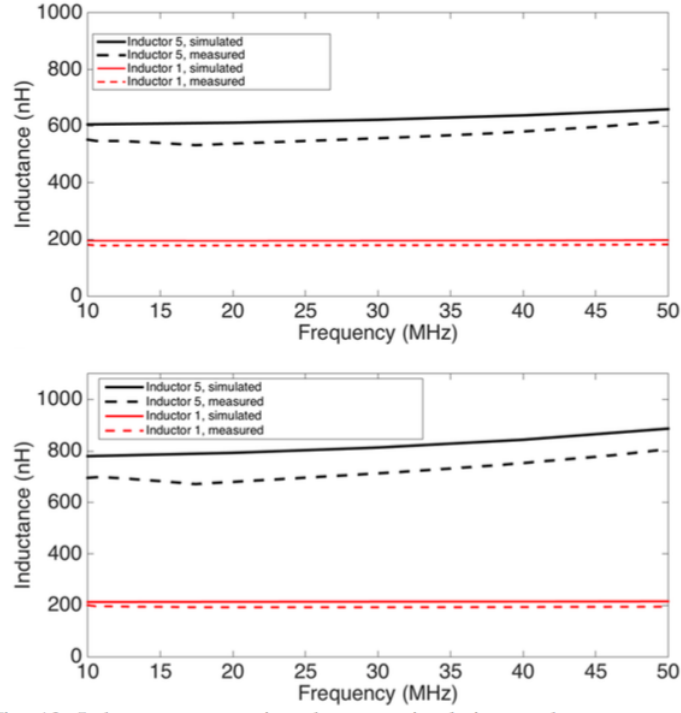 1000
800
600
400
200
0
Inductance (nH)
Inductor 5, simulated
Inductor 5, measured
Inductor 1, simulated
Inductor 1, measured
10 15 20 25 30 35 40 45 50
Frequency (MHz)
1000
800
600
400
200
0
Inductance (nH)
Inductor 5, simulated
Inductor 5, measured
Inductor 1, simulated
Inductor 1, measured
10 15 20 25 30 35 40 45 50
Frequency (MHz)